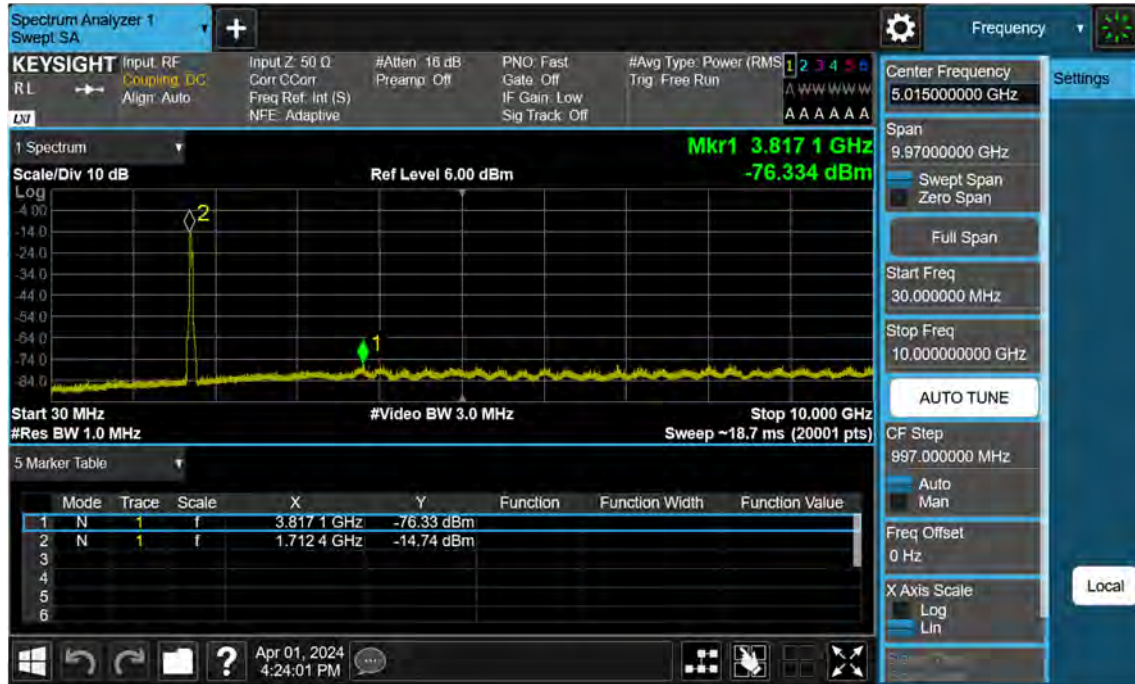 Spectrum Analyzer 1
Swept SA
+
Frequency
KEYSIGHT
RL
LXI
Input: RF
Coupling: DC
Align: Auto
Input Z: 50 Ω
Corr CCorr
Freq Ref: Int (S)
NFE: Adaptive
#Atten: 16 dB
Preamp: Off
PNO: Fast
Gate: Off
IF Gain: Low
Sig Track: Off
#Avg Type: Power (RMS
Trig: Free Run
1 2 3 4 5 6
A W W W W W
A A A A A A
1 Spectrum
Mkr1 3.817 1 GHz
-76.334 dBm
Scale/Div 10 dB
Ref Level 6.00 dBm
Log
-4.00
-14.0
-24.0
-34.0
-44.0
-54.0
-64.0
-74.0
-84.0
2
1
Start 30 MHz
#Video BW 3.0 MHz
Stop 10.000 GHz
#Res BW 1.0 MHz
Sweep ~18.7 ms (20001 pts)
5 Marker Table
Mode Trace Scale X Y Function Function Width Function Value
1 N 1 f 3.817 1 GHz -76.33 dBm
2 N 1 f 1.712 4 GHz -14.74 dBm
3
4
5
6
?
Apr 01, 2024
4:24:01 PM
Center Frequency
5.015000000 GHz
Settings
Span
9.97000000 GHz
Swept Span
Zero Span
Full Span
Start Freq
30.000000 MHz
Stop Freq
10.000000000 GHz
AUTO TUNE
CF Step
997.000000 MHz
Auto
Man
Freq Offset
0 Hz
X Axis Scale
Log
Lin
Local